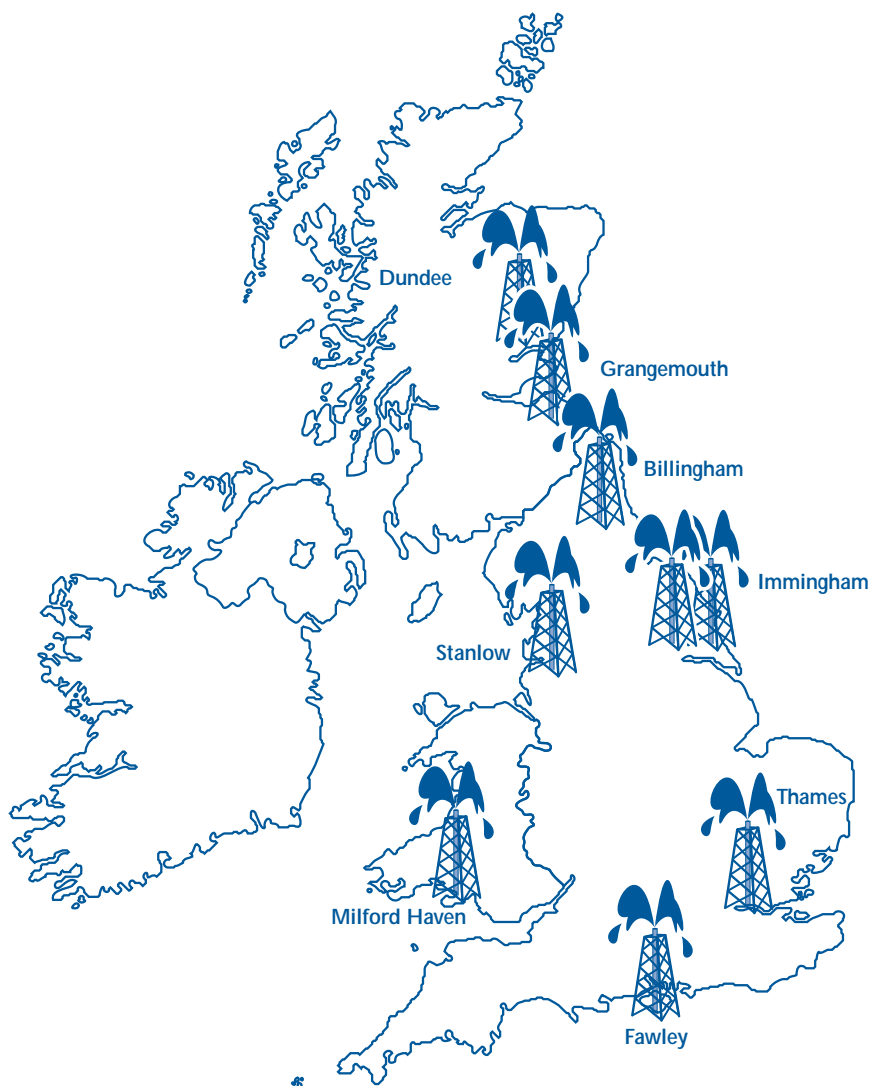 Dundee
Grangemouth
Billingham
Immingham
Stanlow
Thames
Milford Haven
Fawley